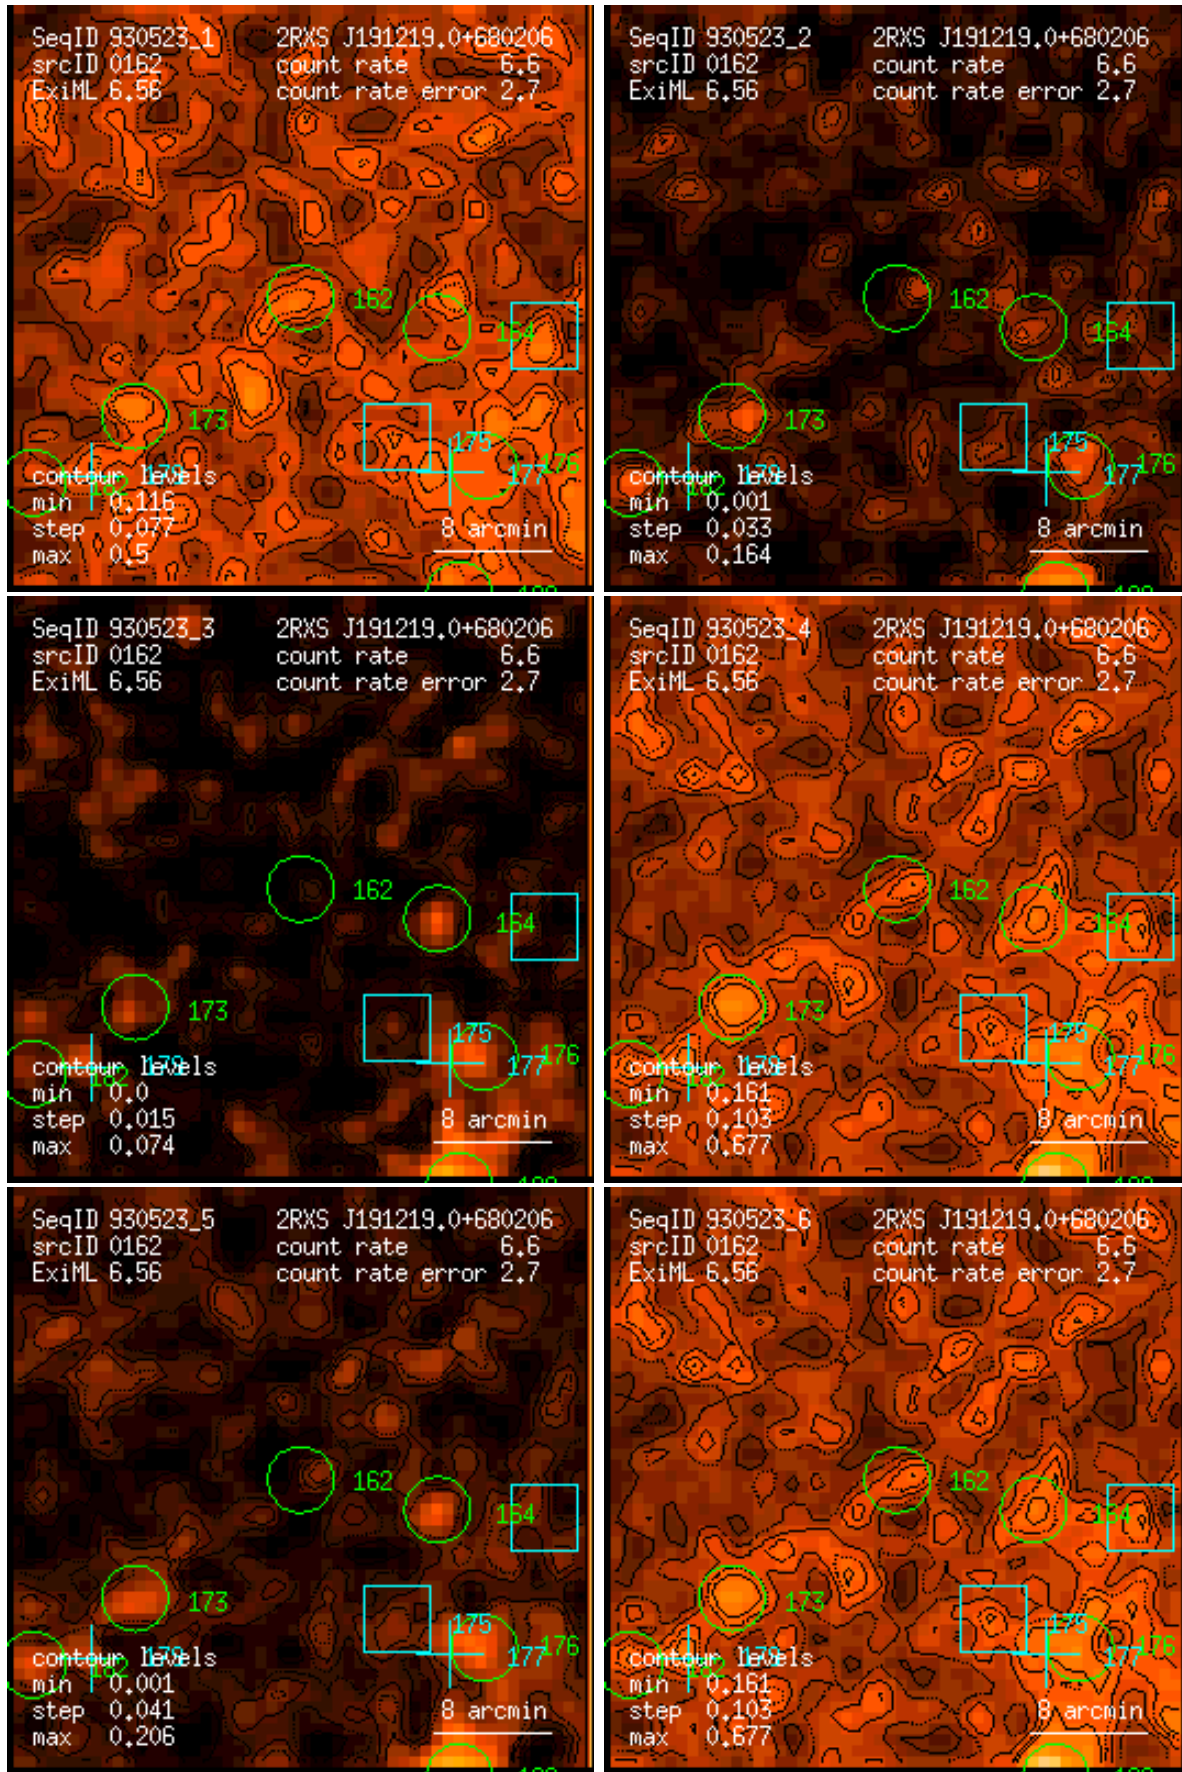 SeqID 930523_1 2RXS J191219.0+680206
srcID 0162 count rate 6.6
ExiML 6.56 count rate error 2.7
162
164
173
175
176
177
182
contour levels
min 0.116
step 0.077 8 arcmin
max 0.5
SeqID 930523_2 2RXS J191219.0+680206
srcID 0162 count rate 6.6
ExiML 6.56 count rate error 2.7
162
164
173
175
176
177
182
contour levels
min 0.001
step 0.033 8 arcmin
max 0.164
SeqID 930523_3 2RXS J191219.0+680206
srcID 0162 count rate 6.6
ExiML 6.56 count rate error 2.7
162
164
173
175
176
177
182
contour levels
min 0.0
step 0.015 8 arcmin
max 0.074
SeqID 930523_4 2RXS J191219.0+680206
srcID 0162 count rate 6.6
ExiML 6.56 count rate error 2.7
162
164
173
175
176
177
182
contour levels
min 0.161
step 0.103 8 arcmin
max 0.677
SeqID 930523_5 2RXS J191219.0+680206
srcID 0162 count rate 6.6
ExiML 6.56 count rate error 2.7
162
164
173
175
176
177
182
contour levels
min 0.001
step 0.041 8 arcmin
max 0.206
SeqID 930523_6 2RXS J191219.0+680206
srcID 0162 count rate 6.6
ExiML 6.56 count rate error 2.7
162
164
173
175
176
177
182
contour levels
min 0.161
step 0.103 8 arcmin
max 0.677